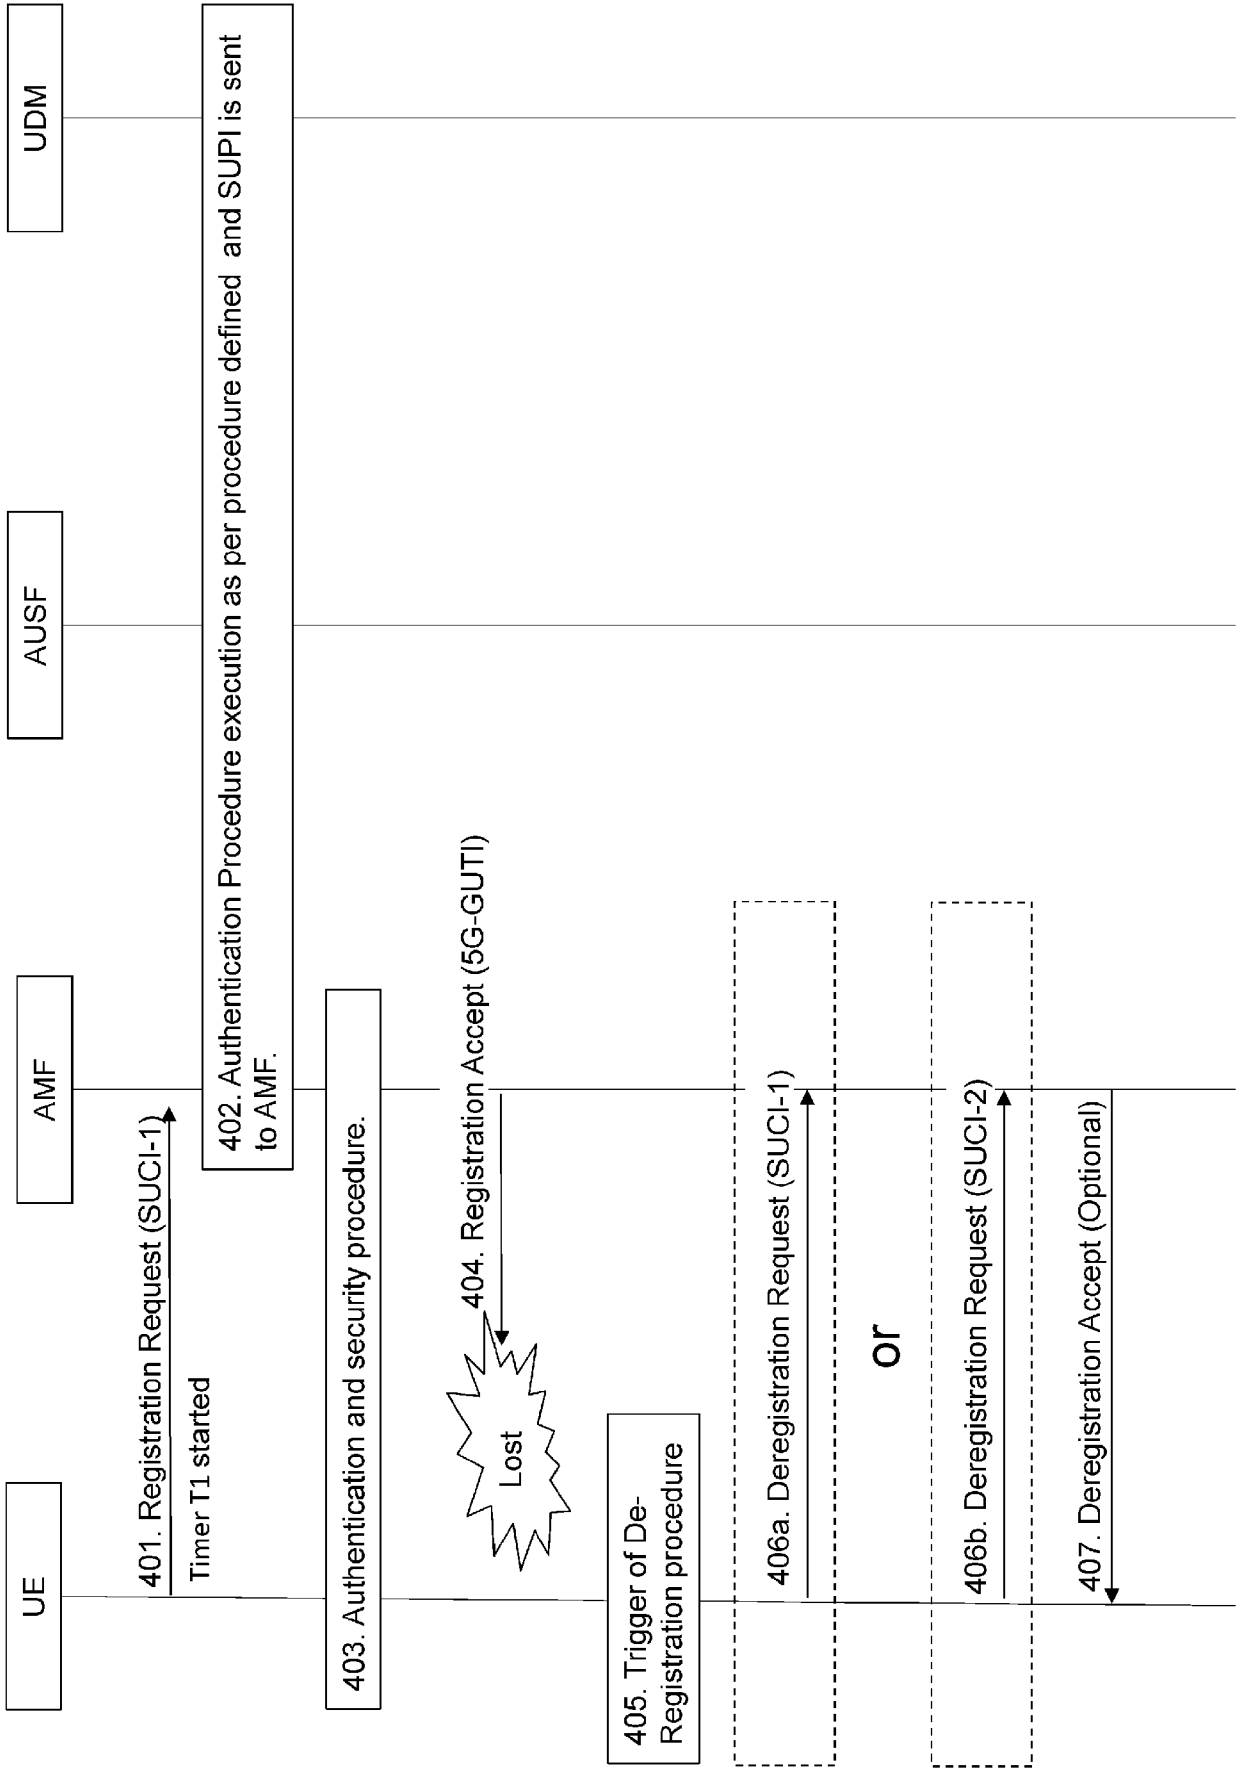 UE
AMF
AUSF
UDM
401. Registration Request (SUCI-1)
Timer T1 started
402. Authentication Procedure execution as per procedure defined and SUPI is sent
to AMF.
403. Authentication and security procedure.
404. Registration Accept (5G-GUTI)
Lost
405. Trigger of De-
Registration procedure
406a. Deregistration Request (SUCI-1)
or
406b. Deregistration Request (SUCI-2)
407. Deregistration Accept (Optional)